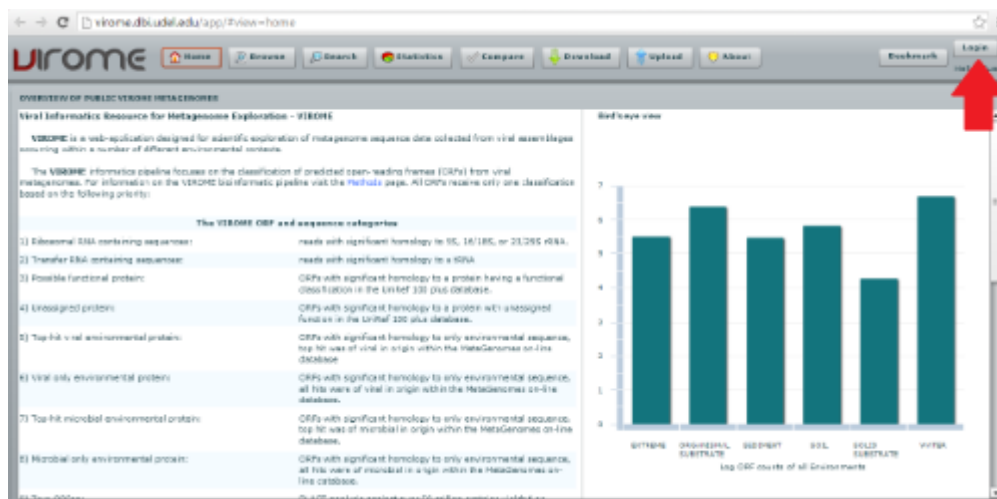 virome.dbi.udel.edu/app/#view=home
VIROME Home Browse Search Statistics Compare Download Upload About Bookmark Login
OVERVIEW OF PUBLIC VIROME METAGENOMES
Viral Informatics Resource for Metagenome Exploration - VIROME
Bird's eye view
VIROME is a web-application designed for scientific exploration of metagenome sequence data collected from viral assemblages
occurring within a number of different environmental contexts.
The VIROME informatics pipeline focuses on the classification of predicted open-reading frames (ORFs) from viral
metagenomes. For information on the VIROME bioinformatic pipeline visit the Methods page. All ORFs receive only one classification
based on the following priority:
The VIROME ORF and sequence categories
1) Ribosomal RNA containing sequences: reads with significant homology to 5S, 16/18S, or 23/28S rRNA.
2) Transfer RNA containing sequences: reads with significant homology to a tRNA
3) Possible functional protein: ORFs with significant homology to a protein having a functional
classification in the UniRef 100 plus database.
4) Unassigned protein: ORFs with significant homology to a protein with unassigned
function in the UniRef 100 plus database.
5) Top-hit viral environmental protein: ORFs with significant homology to only environmental sequence,
top hit was of viral in origin within the MetaGenomes on-line
database
6) Viral only environmental protein: ORFs with significant homology to only environmental sequence,
all hits were of viral in origin within the MetaGenomes on-line
database.
7) Top-hit microbial environmental protein: ORFs with significant homology to only environmental sequence,
top hit was of microbial in origin within the MetaGenomes on-line
database.
8) Microbial only environmental protein: ORFs with significant homology to only environmental sequence,
all hits were of microbial in origin within the MetaGenomes on-
line database.
7
6
5
4
3
2
1
0
EXTREME ORGANISMAL SUBSTRATE SEDIMENT SOIL SOLID SUBSTRATE WATER
Log ORF counts of all Environments